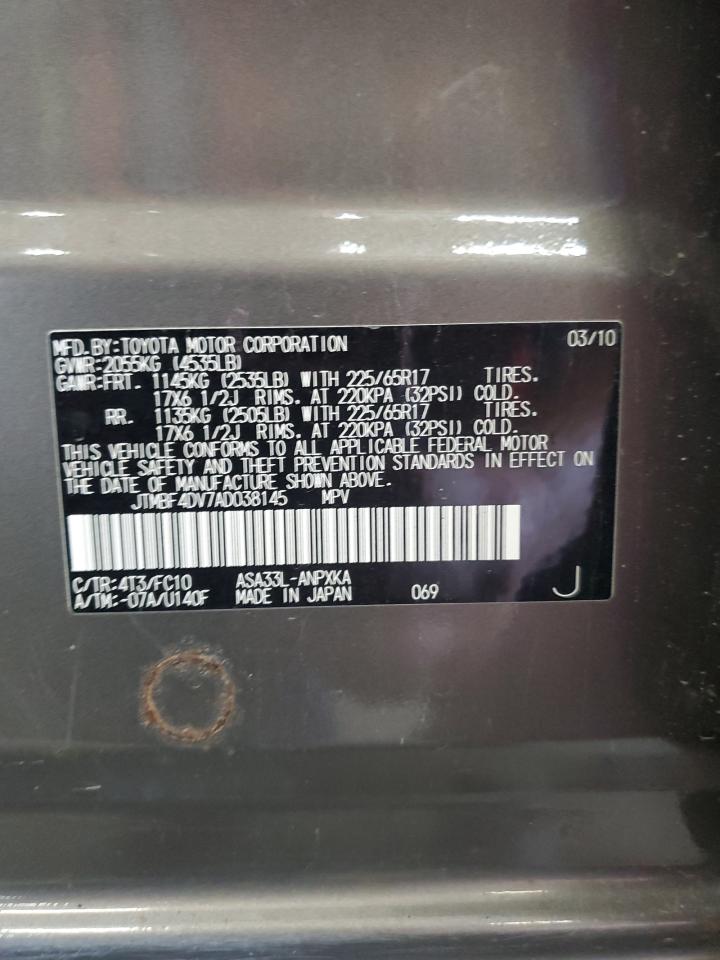 MFD. BY: TOYOTA MOTOR CORPORATION 03/10
GVWR: 2055KG (4535LB)
GAWR: FRT. 1145KG (2535LB) WITH 225/65R17 TIRES.
17X6 1/2J RIMS. AT 220KPA (32PSI) COLD.
RR. 1135KG (2505LB) WITH 225/65R17 TIRES.
17X6 1/2J RIMS. AT 220KPA (32PSI) COLD.
THIS VEHICLE CONFORMS TO ALL APPLICABLE FEDERAL MOTOR
VEHICLE SAFETY AND THEFT PREVENTION STANDARDS IN EFFECT ON
THE DATE OF MANUFACTURE SHOWN ABOVE.
JTMBF4DV7AD038145 MPV
C/TR: 4T3/FC10 ASA33L-ANPXKA
A/TM: -07A/U140F MADE IN JAPAN 069 J